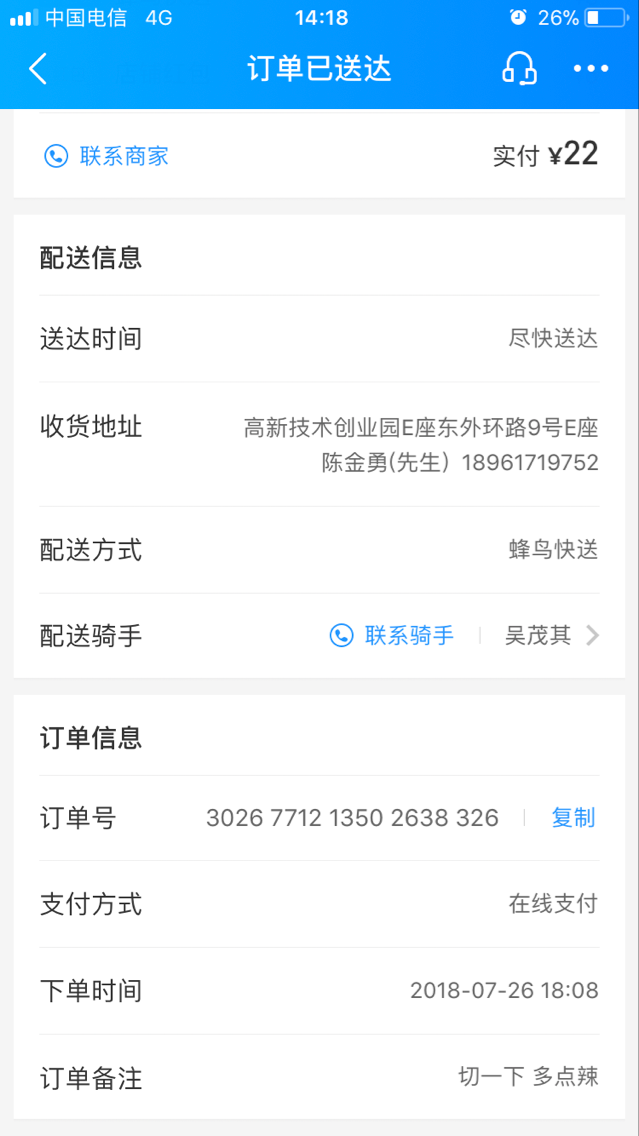 中国电信 4G 14:18 26%
订单已送达
联系商家 实付 ¥22
配送信息
送达时间 尽快送达
收货地址 高新技术创业园E座东外环路9号E座
陈金勇(先生) 18961719752
配送方式 蜂鸟快送
配送骑手 联系骑手 吴茂其
订单信息
订单号 3026 7712 1350 2638 326 复制
支付方式 在线支付
下单时间 2018-07-26 18:08
订单备注 切一下 多点辣